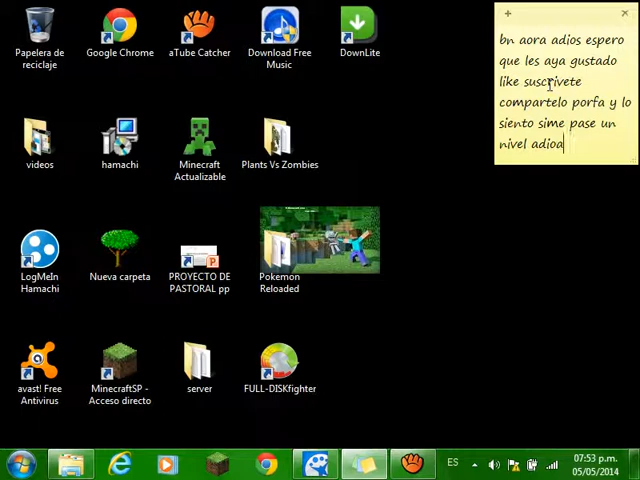 Papelera de
reciclaje
Google Chrome
aTube Catcher
Download Free
Music
DownLite
videos
hamachi
Minecraft
Actualizable
Plants Vs Zombies
LogMeIn
Hamachi
Nueva carpeta
PROYECTO DE
PASTORAL pp
Pokemon
Reloaded
avast! Free
Antivirus
MinecraftSP -
Acceso directo
server
FULL-DISKfighter
bn aora adios espero
que les aya gustado
like suscrivete
compartelo porfa y lo
siento sime pase un
nivel adioa
ES
07:53 p.m.
05/05/2014